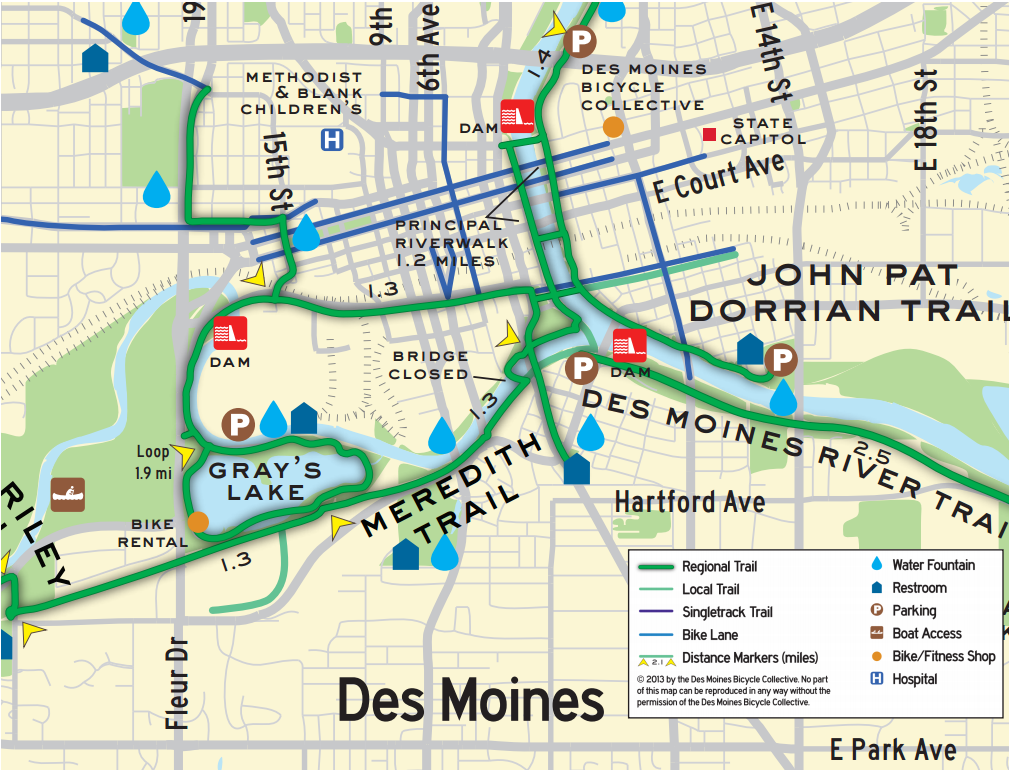 19
9th
6th Ave
1.4
P
E 14th St
E 18th St
METHODIST
& BLANK
CHILDREN'S
H
DES MOINES
BICYCLE
COLLECTIVE
DAM
STATE
CAPITOL
15th St
E Court Ave
PRINCIPAL
RIVERWALK
1.2 MILES
1.3
JOHN PAT
DORRIAN TRAIL
DAM
BRIDGE
CLOSED
P
DAM
P
1.3
DES MOINES RIVER TRAI
2.5
P
Loop
1.9 mi
GRAY'S
LAKE
MEREDITH
TRAIL
RILEY
BIKE
RENTAL
1.3
Hartford Ave
Fleur Dr
Des Moines
Regional Trail
Local Trail
Singletrack Trail
Bike Lane
2.1
Distance Markers (miles)
Water Fountain
Restroom
P
Parking
Boat Access
Bike/Fitness Shop
H
Hospital
© 2013 by the Des Moines Bicycle Collective. No part
of this map can be reproduced in any way without the
permission of the Des Moines Bicycle Collective.
E Park Ave